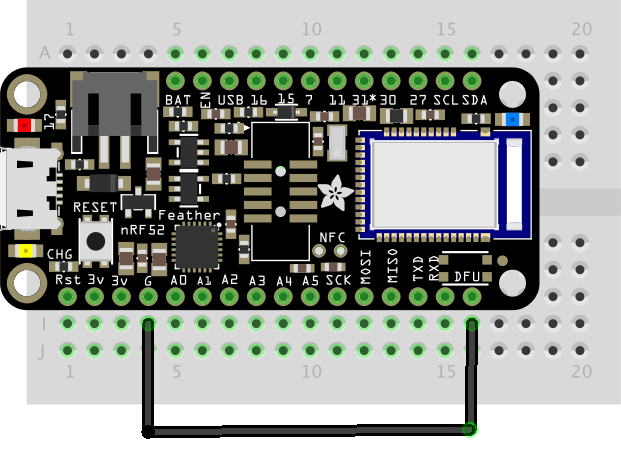 1 5 10 15 20
A
BAT EN USB 16 15 7 11 31* 30 27 SCL SDA
17
RESET
Feather
nRF52
NFC
CHG
MOSI MISO TXD RXD DFU
Rst 3v 3v G A0 A1 A2 A3 A4 A5 SCK
I
J
1 5 10 15 20